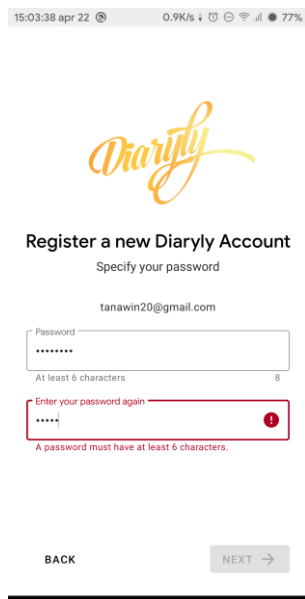 15:03:38 apr 22 0.9K/s 77%
Diaryly
Register a new Diaryly Account
Specify your password
tanawin20@gmail.com
Password
••••••••
At least 6 characters 8
Enter your password again
•••••
A password must have at least 6 characters.
BACK NEXT →